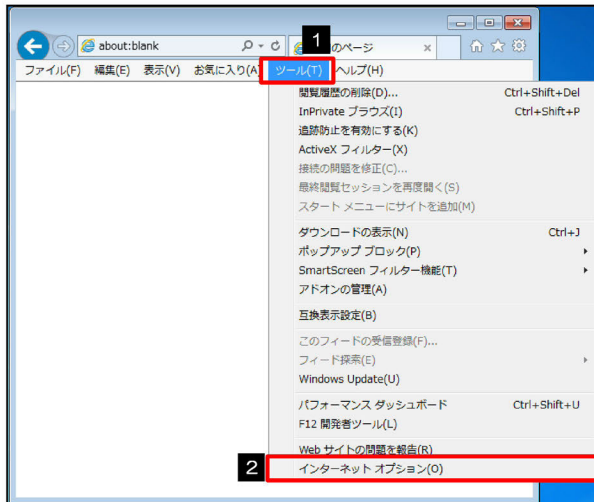 about:blank
1
のページ
ファイル(F) 編集(E) 表示(V) お気に入り(A) ツール(T) ヘルプ(H)
閲覧履歴の削除(D)... Ctrl+Shift+Del
InPrivate ブラウズ(I) Ctrl+Shift+P
追跡防止を有効にする(K)
ActiveX フィルター(X)
接続の問題を修正(C)...
最終閲覧セッションを再度開く(S)
スタート メニューにサイトを追加(M)
ダウンロードの表示(N) Ctrl+J
ポップアップ ブロック(P)
SmartScreen フィルター機能(T)
アドオンの管理(A)
互換表示設定(B)
このフィードの受信登録(F)...
フィード探索(E)
Windows Update(U)
パフォーマンス ダッシュボード Ctrl+Shift+U
F12 開発者ツール(L)
Web サイトの問題を報告(R)
2 インターネット オプション(O)